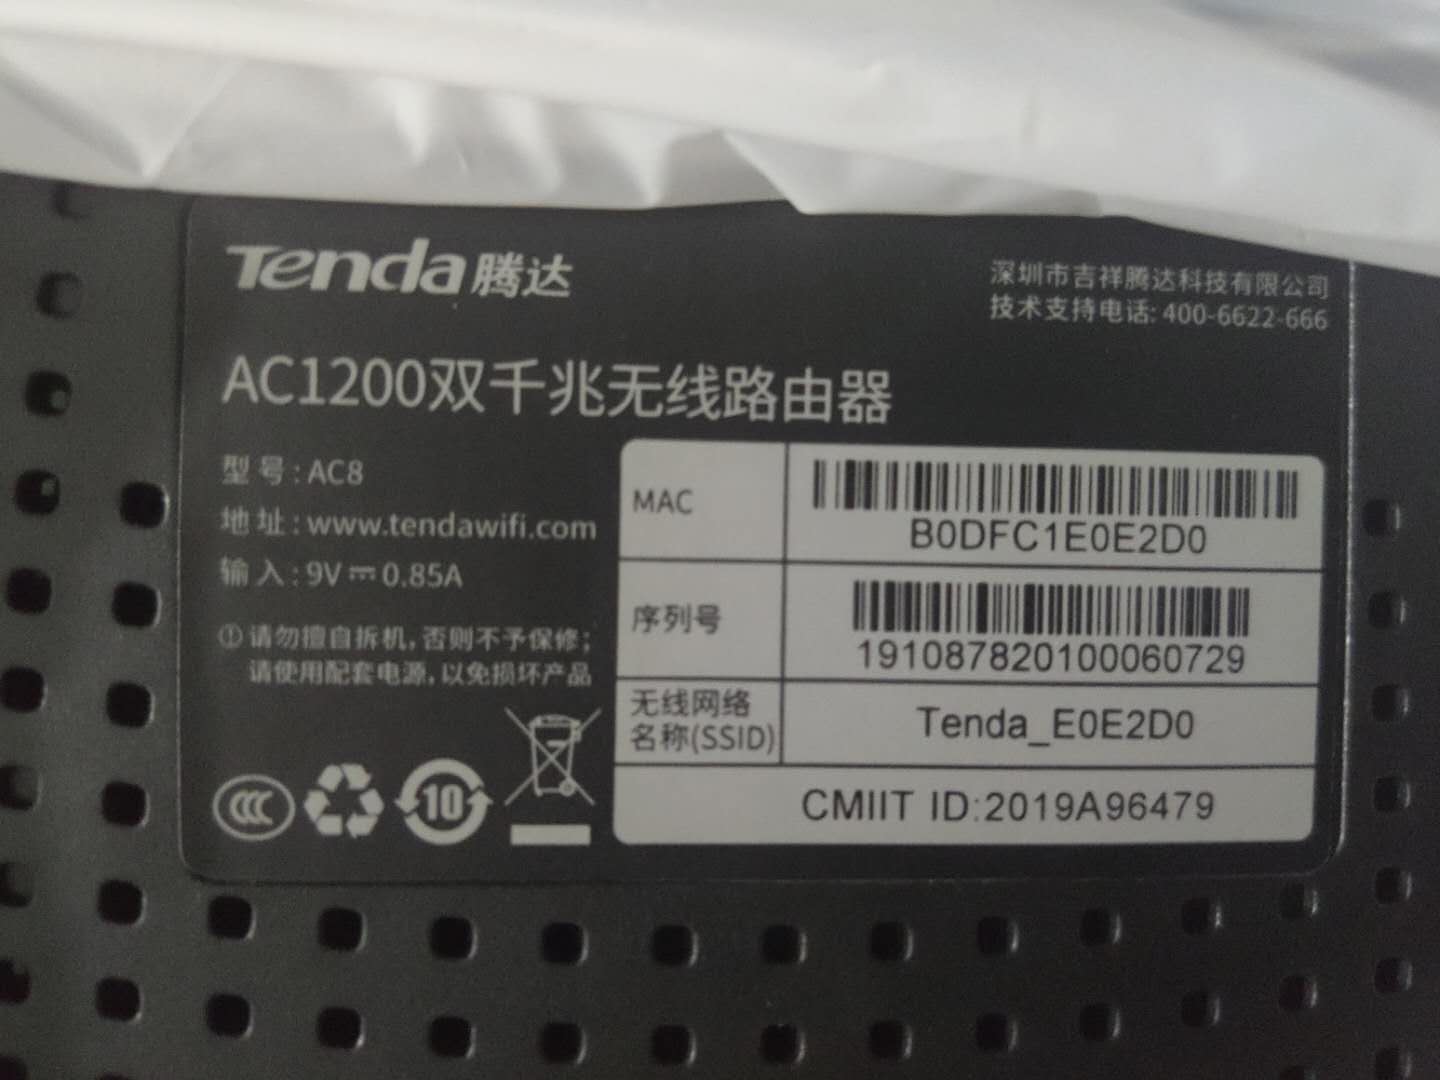 Tenda腾达
深圳市吉祥腾达科技有限公司
技术支持电话: 400-6622-666
AC1200双千兆无线路由器
型号: AC8
地址: www.tendawifi.com
输入: 9V⎓0.85A
① 请勿擅自拆机，否则不予保修；
请使用配套电源，以免损坏产品
CCC
10
MAC
B0DFC1E0E2D0
序列号
191087820100060729
无线网络
名称(SSID)
Tenda_E0E2D0
CMIIT ID:2019A96479